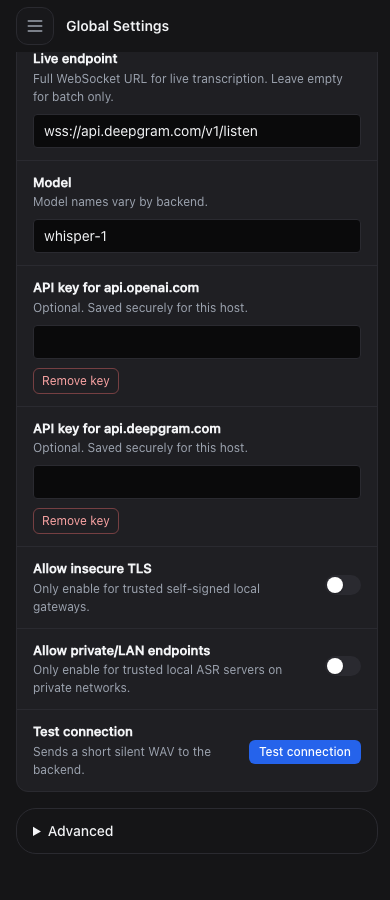 Global Settings
Live endpoint
Full WebSocket URL for live transcription. Leave empty
for batch only.
wss://api.deepgram.com/v1/listen
Model
Model names vary by backend.
whisper-1
API key for api.openai.com
Optional. Saved securely for this host.
Remove key
API key for api.deepgram.com
Optional. Saved securely for this host.
Remove key
Allow insecure TLS
Only enable for trusted self-signed local
gateways.
Allow private/LAN endpoints
Only enable for trusted local ASR servers on
private networks.
Test connection
Sends a short silent WAV to the
backend.
Test connection
Advanced